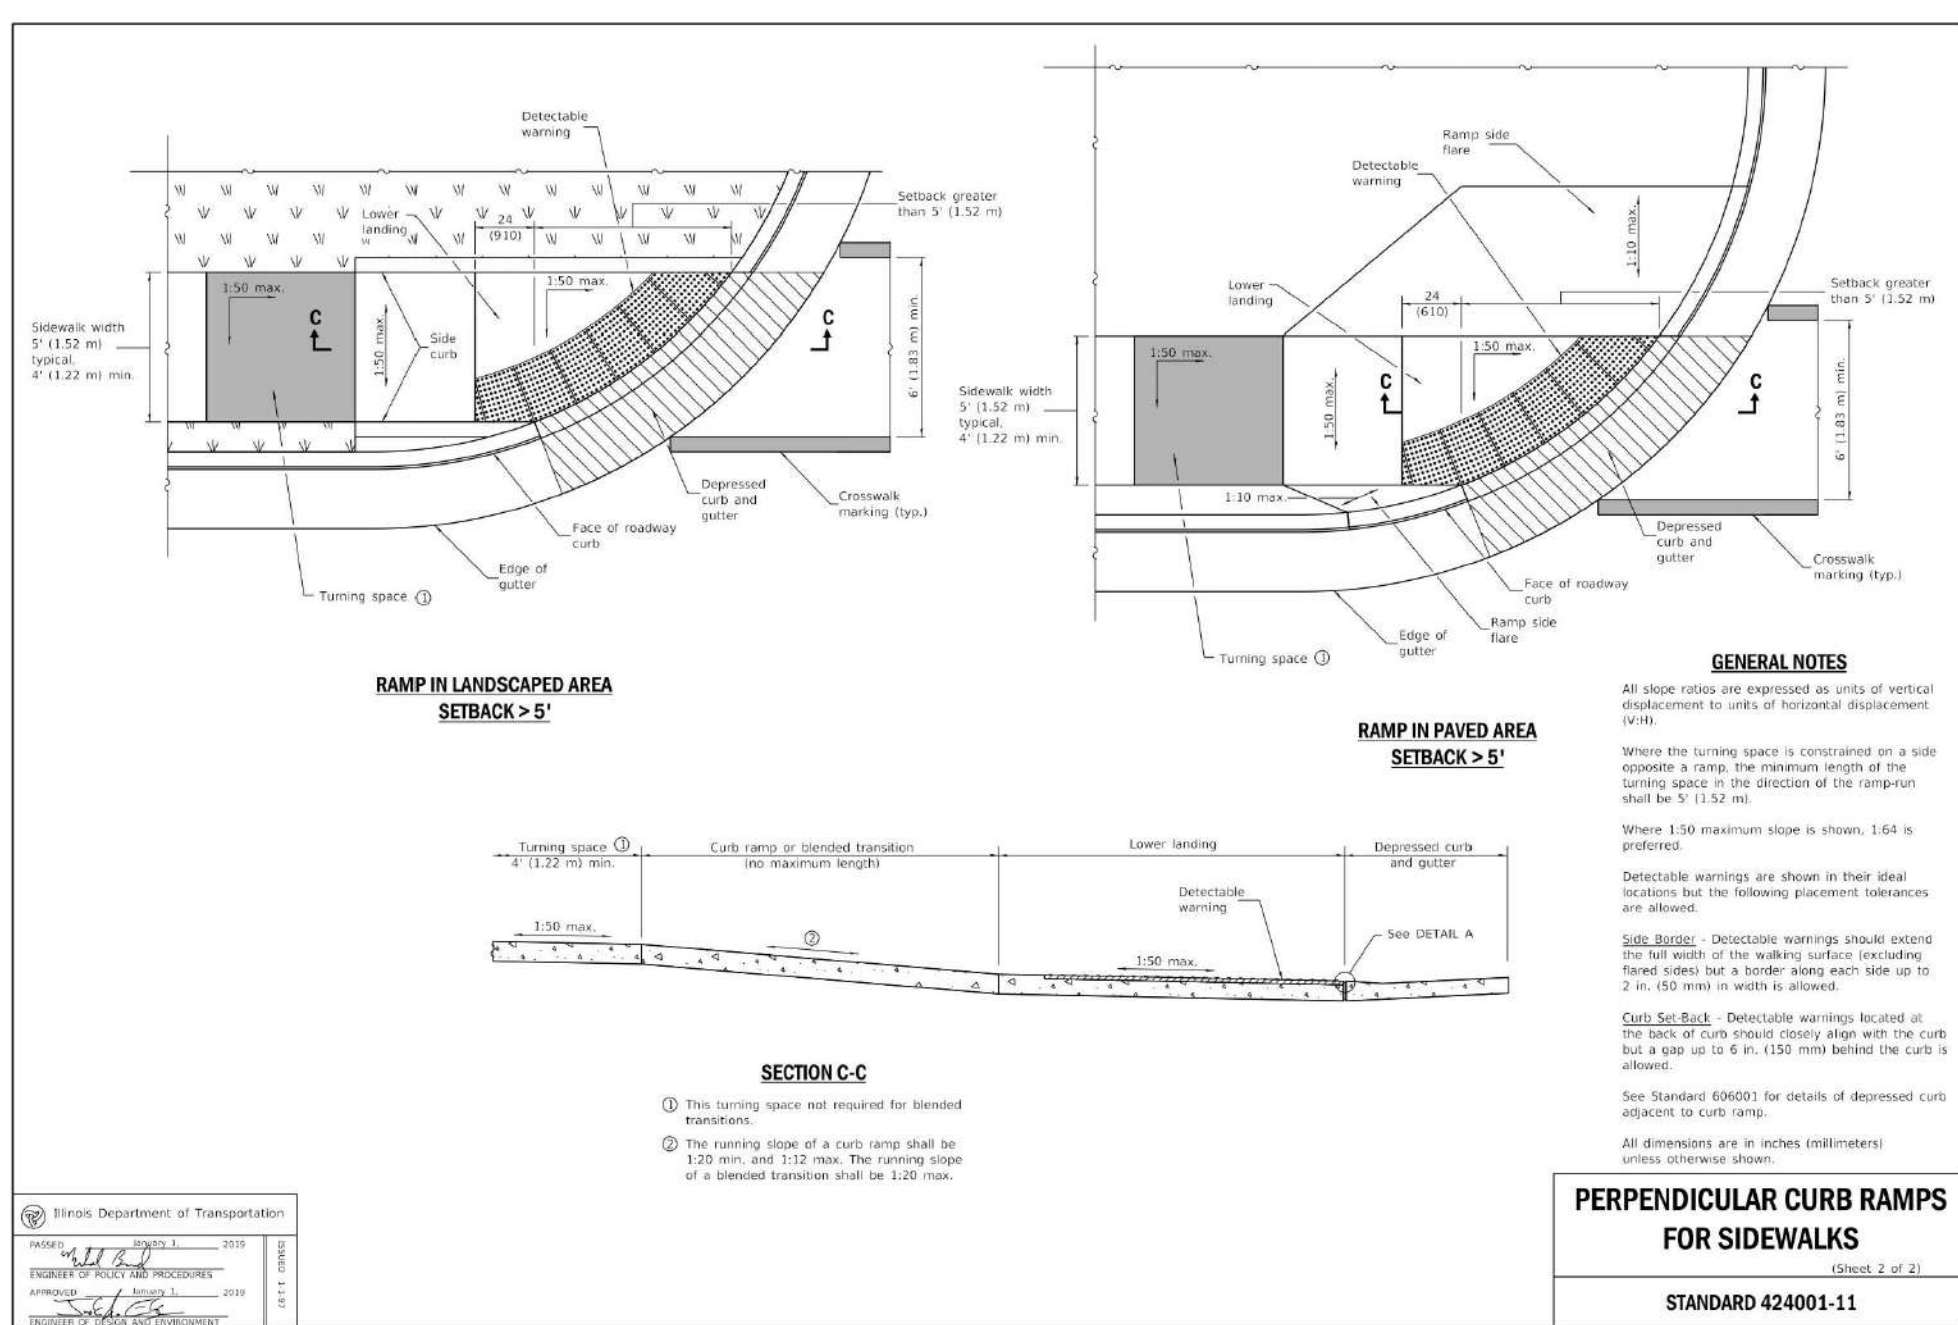 Detectable
warning
Setback greater
than 5' (1.52 m)
Lower
landing
24
(910)
1:50 max.
1:50 max.
1:50 max.
C
C
Side
curb
Sidewalk width
5' (1.52 m)
typical,
4' (1.22 m) min.
6' (1.83 m) min.
Depressed
curb and
gutter
Crosswalk
marking (typ.)
Face of roadway
curb
Edge of
gutter
Turning space ①
RAMP IN LANDSCAPED AREA
SETBACK > 5'
Ramp side
flare
Detectable
warning
1:10 max.
Setback greater
than 5' (1.52 m)
Lower
landing
24
(610)
1:50 max.
1:50 max.
1:50 max.
C
C
Sidewalk width
5' (1.52 m)
typical,
4' (1.22 m) min.
6' (1.83 m) min.
1:10 max.
Depressed
curb and
gutter
Crosswalk
marking (typ.)
Face of roadway
curb
Ramp side
flare
Edge of
gutter
Turning space ①
RAMP IN PAVED AREA
SETBACK > 5'
GENERAL NOTES
All slope ratios are expressed as units of vertical
displacement to units of horizontal displacement
(V:H).
Where the turning space is constrained on a side
opposite a ramp, the minimum length of the
turning space in the direction of the ramp-run
shall be 5' (1.52 m).
Where 1:50 maximum slope is shown, 1:64 is
preferred.
Detectable warnings are shown in their ideal
locations but the following placement tolerances
are allowed.
Side Border - Detectable warnings should extend
the full width of the walking surface (excluding
flared sides) but a border along each side up to
2 in. (50 mm) in width is allowed.
Curb Set-Back - Detectable warnings located at
the back of curb should closely align with the curb
but a gap up to 6 in. (150 mm) behind the curb is
allowed.
See Standard 606001 for details of depressed curb
adjacent to curb ramp.
All dimensions are in inches (millimeters)
unless otherwise shown.
Turning space ①
4' (1.22 m) min.
Curb ramp or blended transition
(no maximum length)
Lower landing
Depressed curb
and gutter
Detectable
warning
1:50 max.
②
1:50 max.
See DETAIL A
SECTION C-C
① This turning space not required for blended
transitions.
② The running slope of a curb ramp shall be
1:20 min. and 1:12 max. The running slope
of a blended transition shall be 1:20 max.
Illinois Department of Transportation
PASSED January 1, 2019
ENGINEER OF POLICY AND PROCEDURES
APPROVED January 1, 2019
ENGINEER OF DESIGN AND ENVIRONMENT
ISSUED 1-1-97
PERPENDICULAR CURB RAMPS
FOR SIDEWALKS
(Sheet 2 of 2)
STANDARD 424001-11